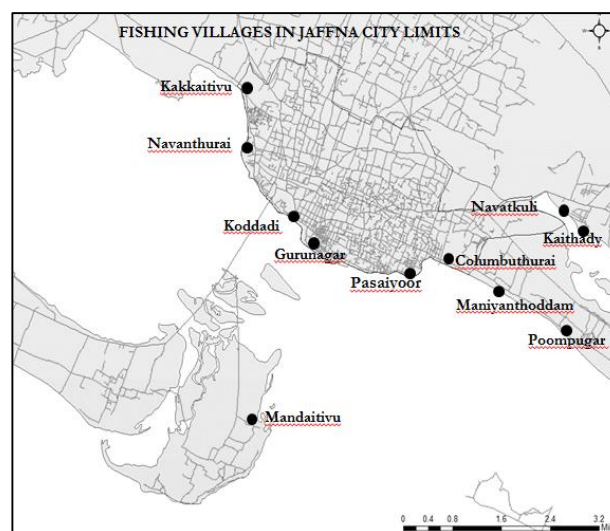 FISHING VILLAGES IN JAFFNA CITY LIMITS
Kakkaitivu
Navanthurai
Navatkuli
Koddadi
Kaithady
Gurunagar
Columbuthurai
Pasaiyoor
Maniyanthoddam
Poompugar
Mandaitivu
0 0.4 0.8 1.6 2.4 3.2